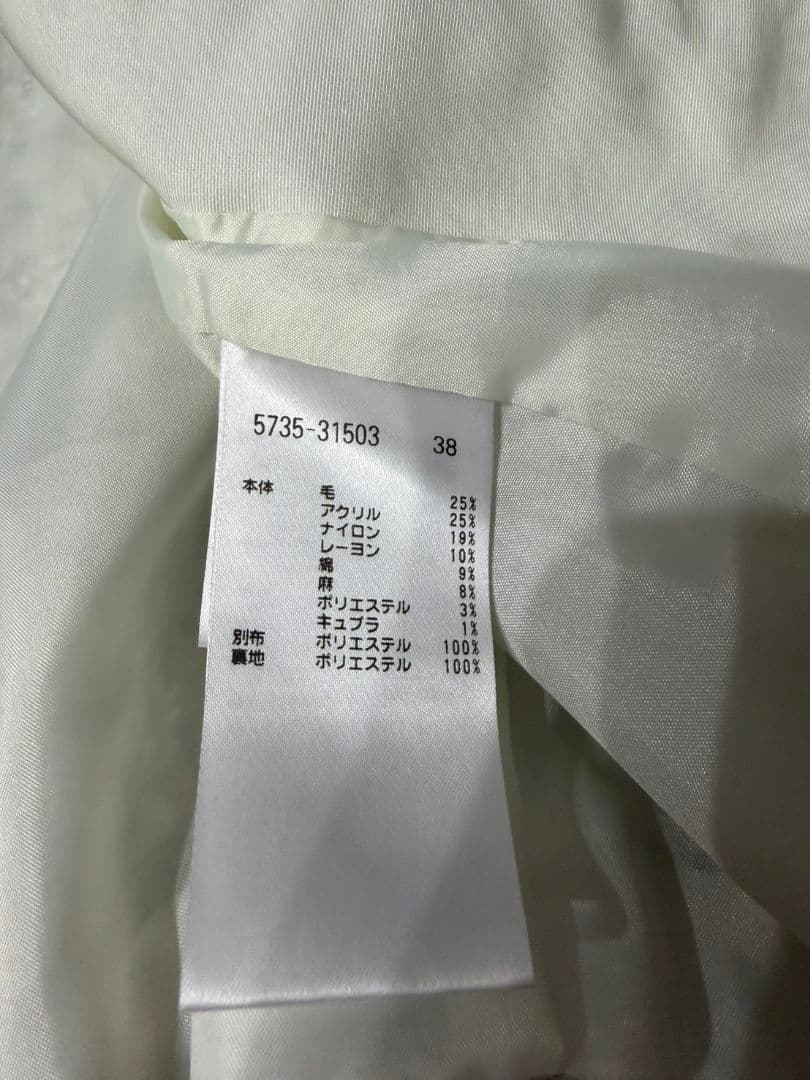 5735-31503 38
本体 毛 25%
アクリル 25%
ナイロン 19%
レーヨン 10%
綿 9%
麻 8%
ポリエステル 3%
キュプラ 1%
別布 ポリエステル 100%
裏地 ポリエステル 100%